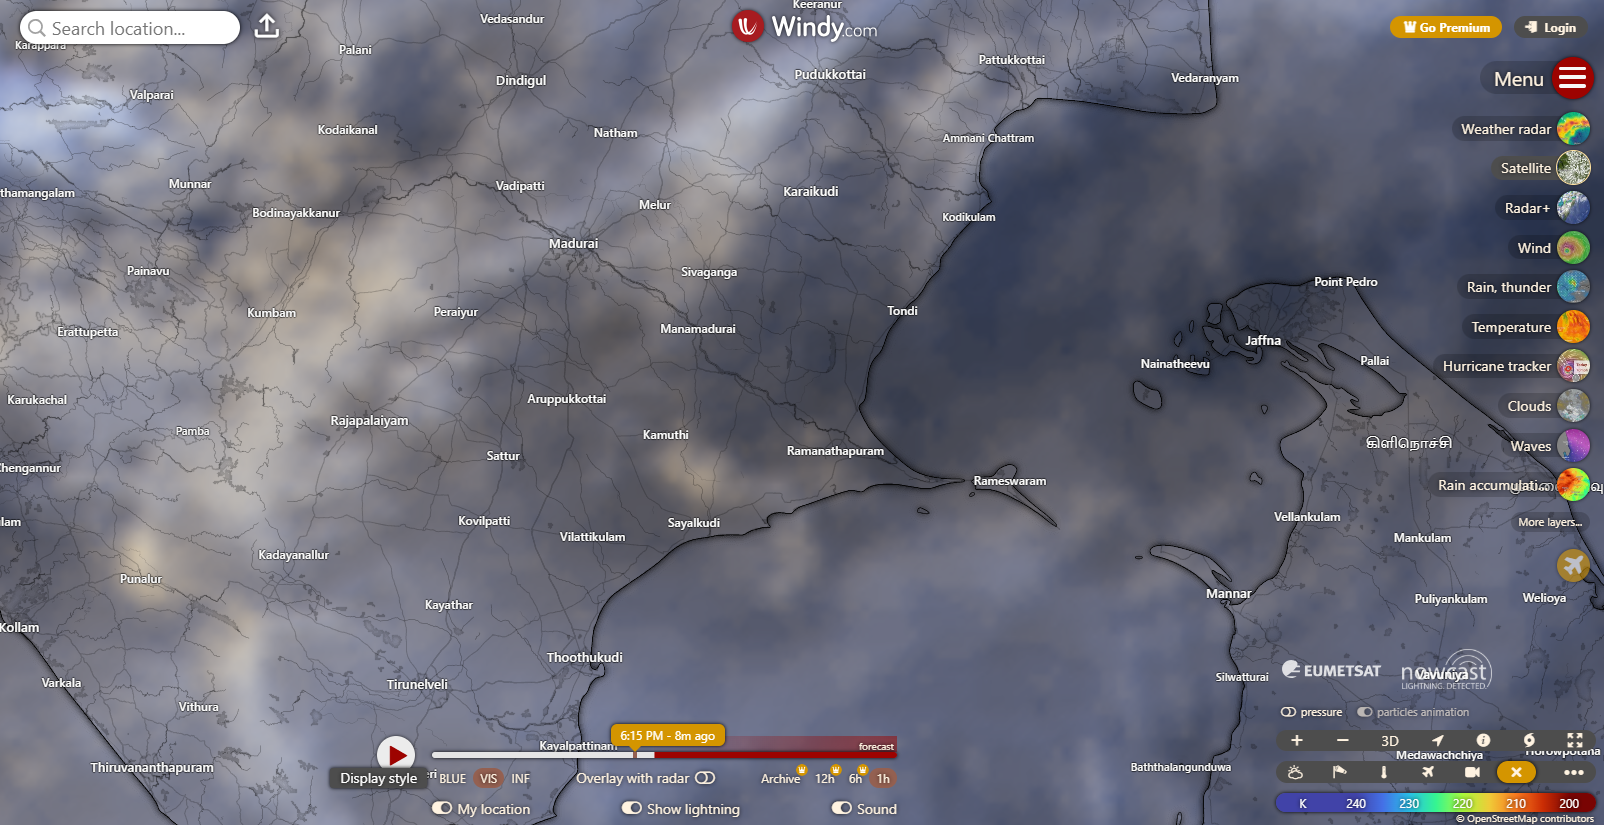 Search location...
Windy.com
Go Premium
Login
Menu
Weather radar
Satellite
Radar+
Wind
Rain, thunder
Temperature
Hurricane tracker
Clouds
Waves
Rain accumulati...
More layers...
Keeranur
Vedasandur
Karappara
Palani
Pattukkottai
Pudukkottai
Vedaranyam
Dindigul
Valparai
Kodaikanal
Natham
Ammani Chattram
Munnar
Vadipatti
Karaikudi
thamangalam
Melur
Bodinayakkanur
Kodikulam
Madurai
Painavu
Sivaganga
Point Pedro
Kumbam
Peraiyur
Tondi
Erattupetta
Manamadurai
Jaffna
Nainatheevu
Pallai
Karukachal
Aruppukkottai
Rajapalaiyam
Pamba
Kamuthi
கிளிநொச்சி
Sattur
Ramanathapuram
Chengannur
Rameswaram
Kovilpatti
Sayalkudi
Vellankulam
lam
Vilattikulam
Mankulam
Kadayanallur
Punalur
Mannar
Puliyankulam
Welioya
Kayathar
Kollam
Thoothukudi
Vavuniya
Silwatturai
Varkala
Tirunelveli
Vithura
Kayalpattinam
Thiruvananthapuram
Baththalangunduwa
Medawachchiya
Horowpotana
EUMETSAT
nowcast
LIGHTNING. DETECTED.
pressure
particles animation
3D
6:15 PM - 8m ago
forecast
Display style
eri
BLUE
VIS
INF
Overlay with radar
Archive
12h
6h
1h
My location
Show lightning
Sound
K 240 230 220 210 200
© OpenStreetMap contributors